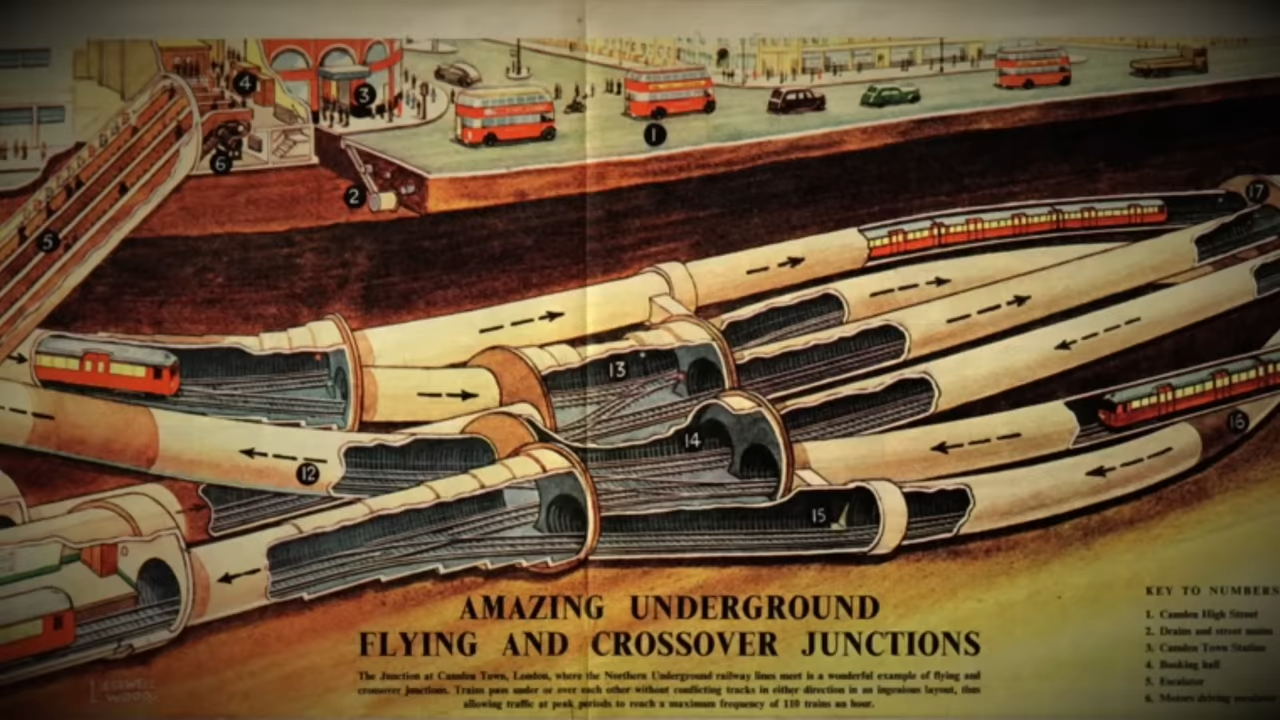 4
3
1
6
2
5
17
13
14
16
12
15
AMAZING UNDERGROUND
FLYING AND CROSSOVER JUNCTIONS
The Junction at Camden Town, London, where the Northern Underground railway lines meet is a wonderful example of flying and
crossover junctions. Trains pass under or over each other without conflicting tracks in either direction in an ingenious layout, thus
allowing traffic at peak periods to reach a maximum frequency of 110 trains an hour.
KEY TO NUMBERS
1. Camden High Street
2. Drains and street mains
3. Camden Town Station
4. Booking hall
5. Escalator
6. Motors driving